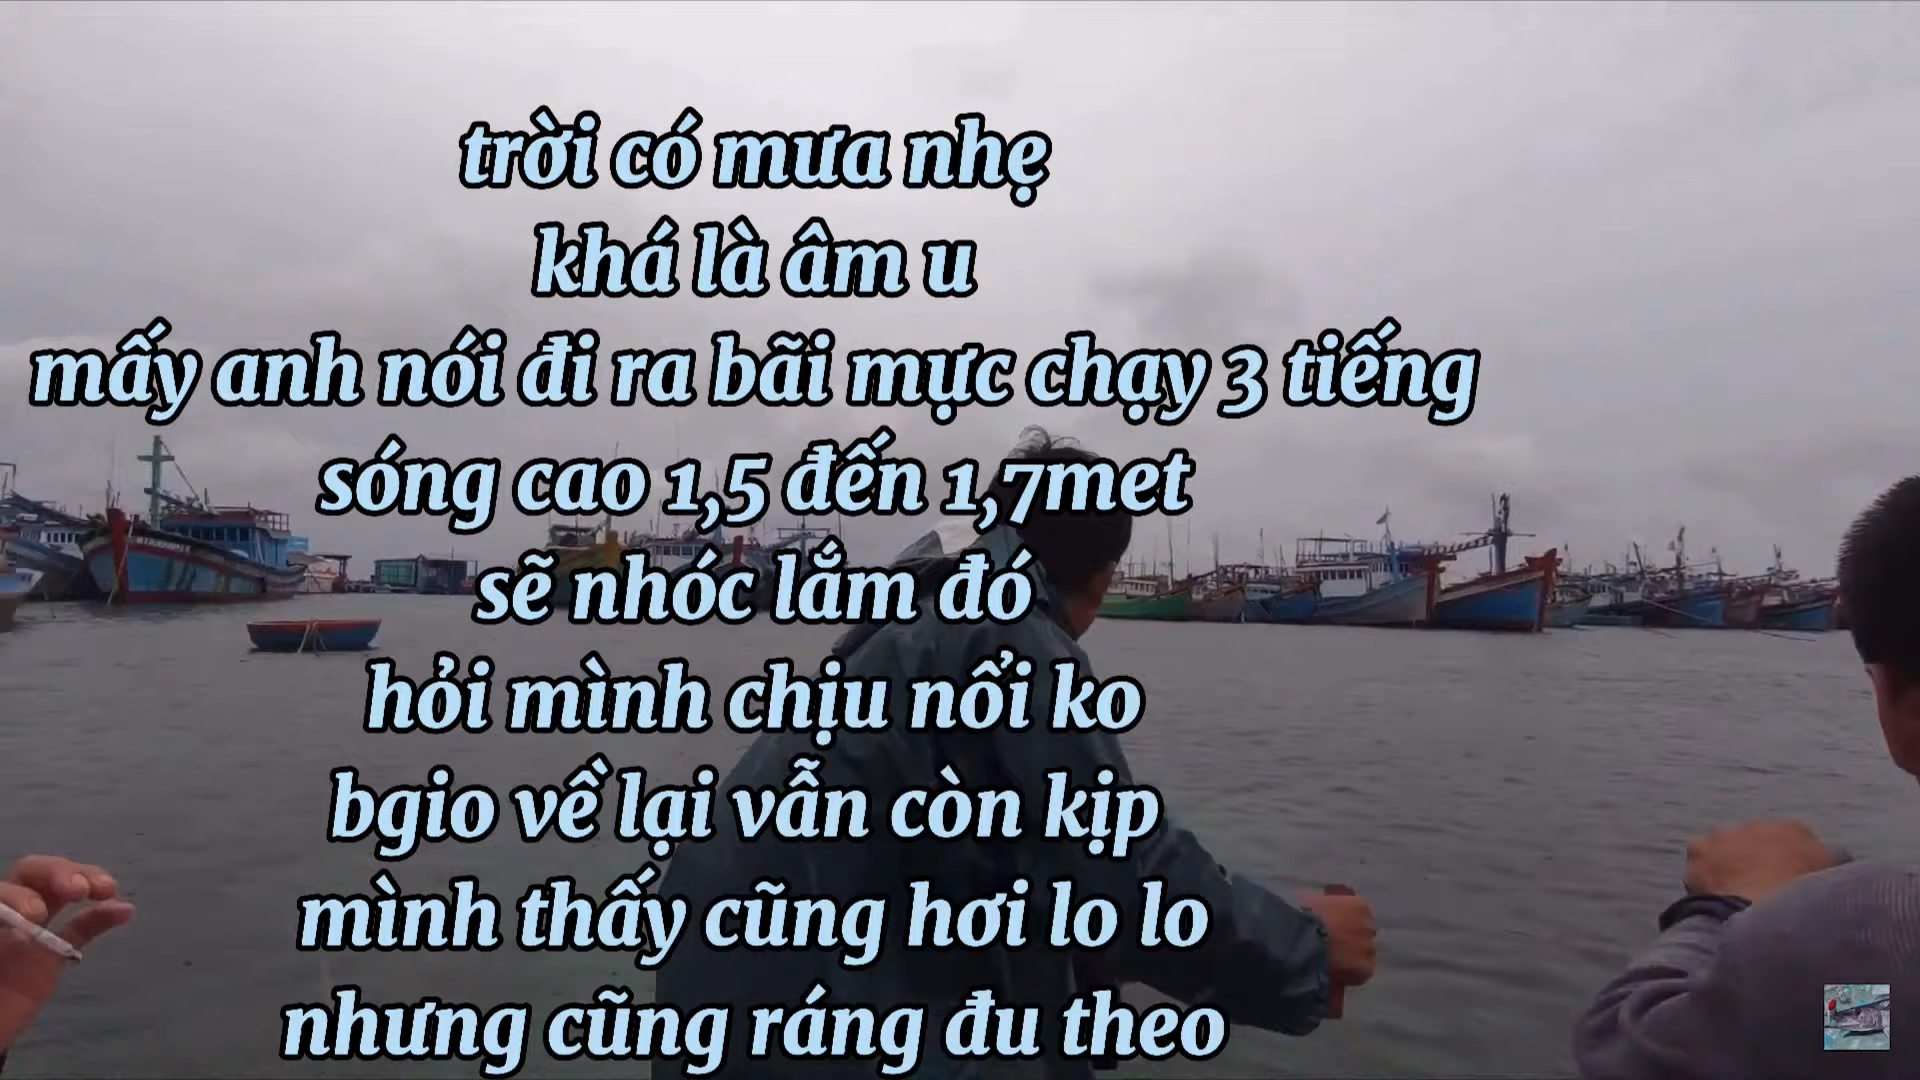 trời có mưa nhẹ
khá là âm u
mấy anh nói đi ra bãi mực chạy 3 tiếng
sóng cao 1,5 đến 1,7met
sẽ nhóc lắm đó
hỏi mình chịu nổi ko
bgio về lại vẫn còn kịp
mình thấy cũng hơi lo lo
nhưng cũng ráng đu theo